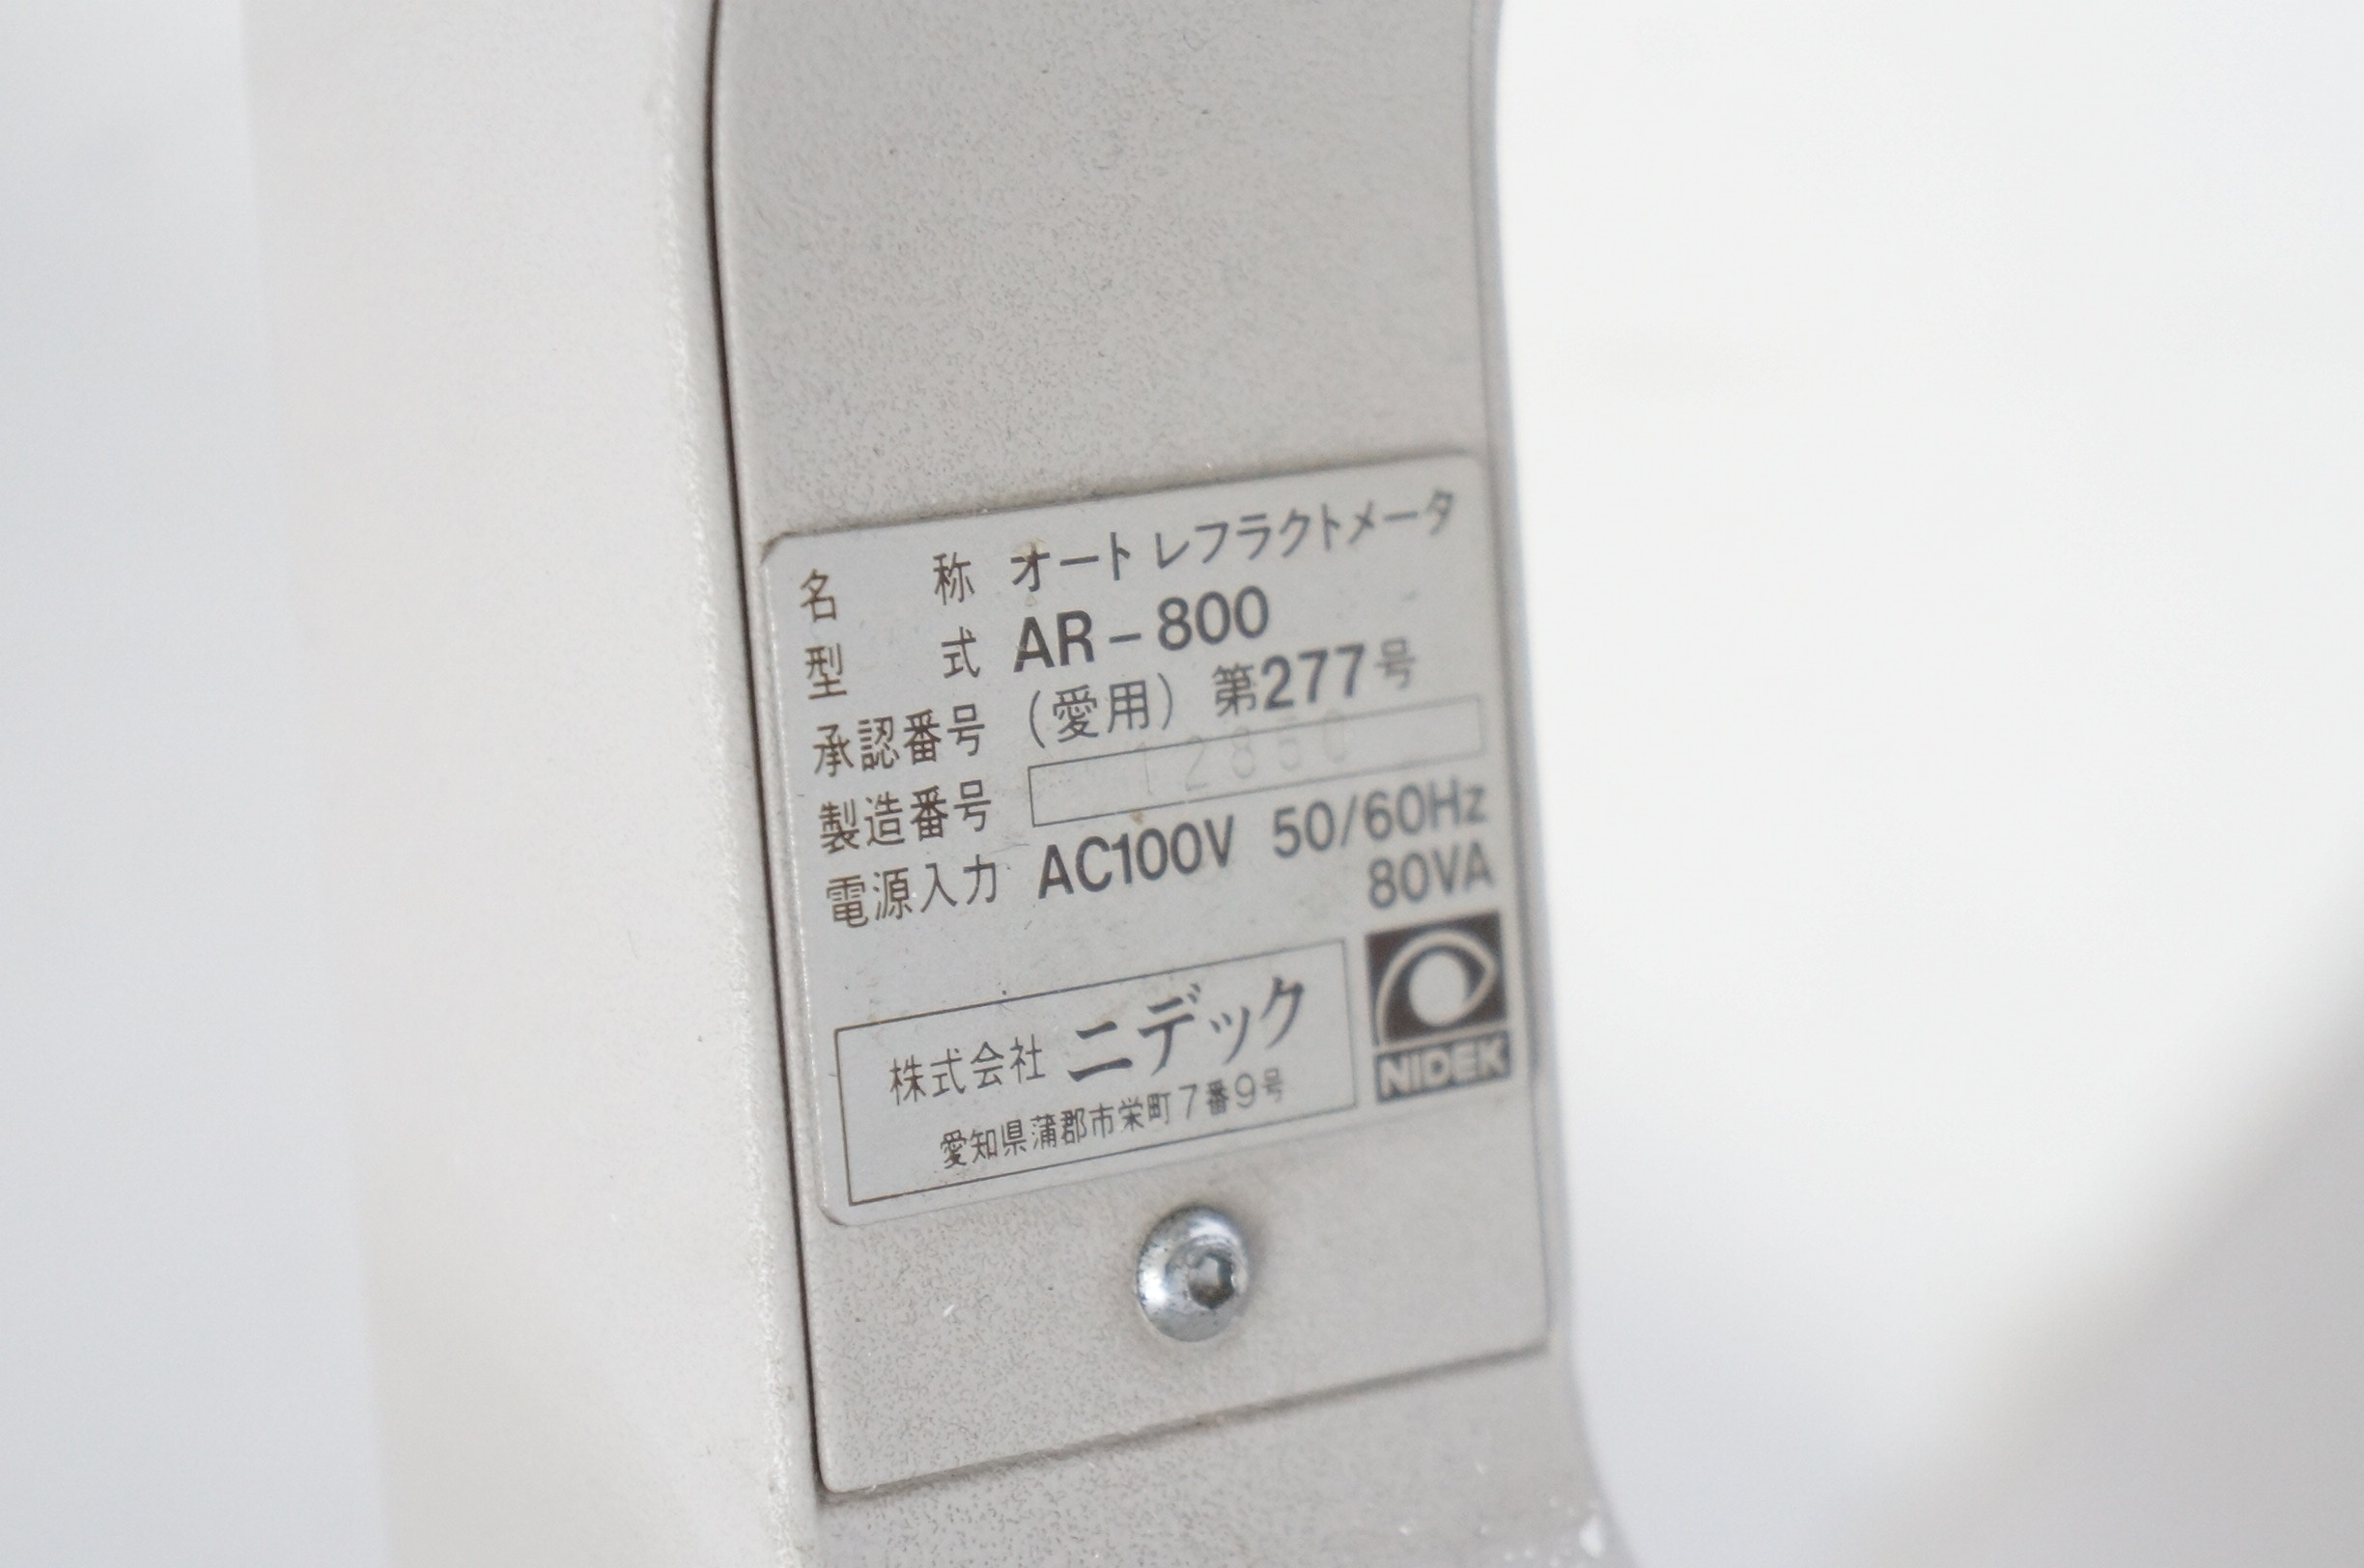 名称 オートレフラクトメータ
型式 AR-800
承認番号 (愛用) 第277号
製造番号
電源入力 AC100V 50/60Hz
80VA
株式会社 ニデック
愛知県蒲郡市栄町7番9号
NIDEK